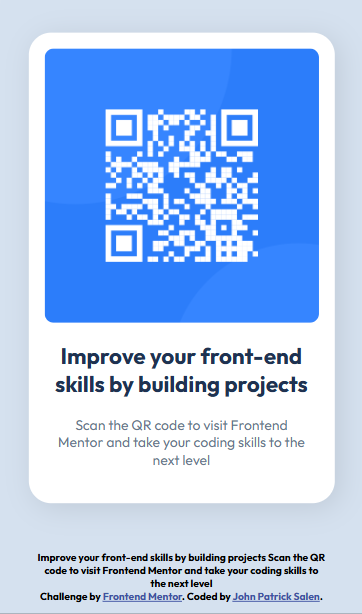 Improve your front-end
skills by building projects
Scan the QR code to visit Frontend
Mentor and take your coding skills to the
next level
Improve your front-end skills by building projects Scan the QR
code to visit Frontend Mentor and take your coding skills to
the next level
Challenge by Frontend Mentor. Coded by John Patrick Salen.